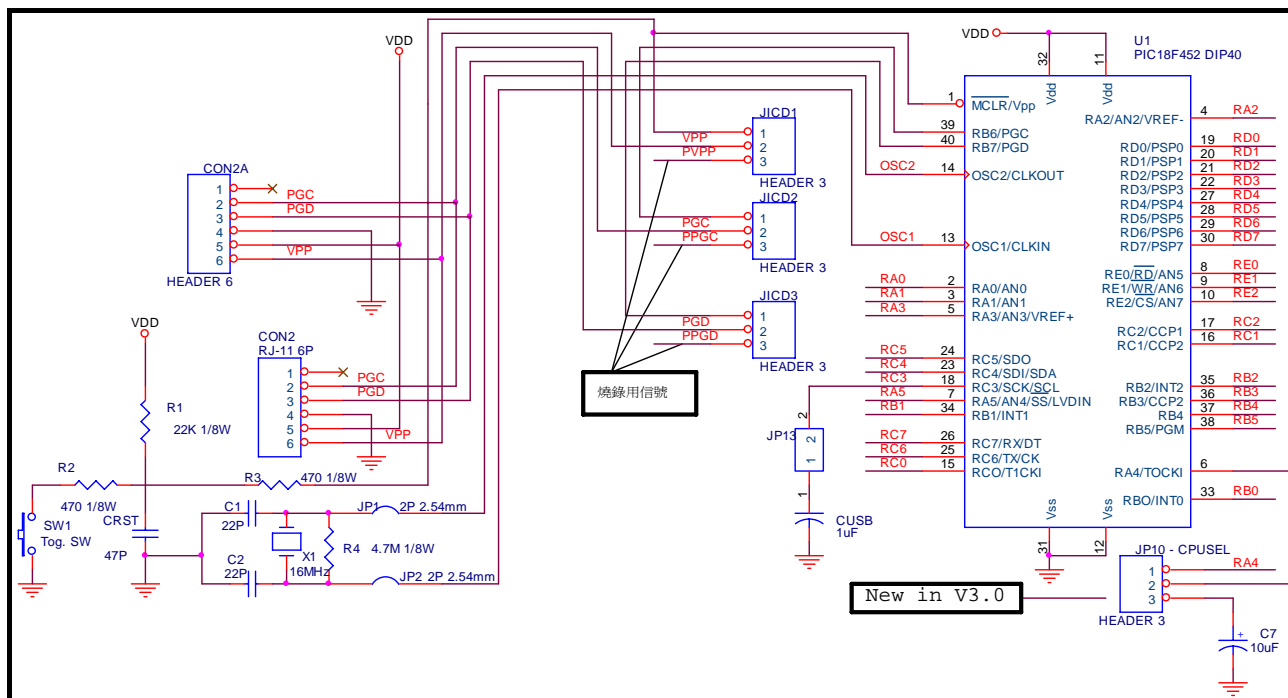 VDD
VDD
U1
PIC18F452 DIP40
32
11
Vdd
Vdd
1
MCLR/Vpp
39
RB6/PGC
40
RB7/PGD
OSC2
14
OSC2/CLKOUT
OSC1
13
OSC1/CLKIN
RA0
2
RA0/AN0
RA1
3
RA1/AN1
RA3
5
RA3/AN3/VREF+
RC5
24
RC5/SDO
RC4
23
RC4/SDI/SDA
RC3
18
RC3/SCK/SCL
RA5
7
RA5/AN4/SS/LVDIN
RB1
34
RB1/INT1
RC7
26
RC7/RX/DT
RC6
25
RC6/TX/CK
RC0
15
RCO/T1CKI
RA2/AN2/VREF-
4
RA2
RD0/PSP0
19
RD0
RD1/PSP1
20
RD1
RD2/PSP2
21
RD2
RD3/PSP3
22
RD3
RD4/PSP4
27
RD4
RD5/PSP5
28
RD5
RD6/PSP6
29
RD6
RD7/PSP7
30
RD7
RE0/RD/AN5
8
RE0
RE1/WR/AN6
9
RE1
RE2/CS/AN7
10
RE2
RC2/CCP1
17
RC2
RC1/CCP2
16
RC1
RB2/INT2
35
RB2
RB3/CCP2
36
RB3
RB4
37
RB4
RB5/PGM
38
RB5
RA4/TOCKI
6
RBO/INT0
33
RB0
Vss
Vss
31
12
JICD1
VPP
PVPP
1
2
3
HEADER 3
JICD2
PGC
PPGC
1
2
3
HEADER 3
JICD3
PGD
PPGD
1
2
3
HEADER 3
燒錄用信號
CON2A
1
2
3
4
5
6
PGC
PGD
VPP
HEADER 6
VDD
CON2
RJ-11 6P
1
2
3
4
5
6
PGC
PGD
VPP
R1
22K 1/8W
R2
470 1/8W
R3
470 1/8W
SW1
Tog. SW
CRST
47P
C1
22P
C2
22P
X1
16MHz
R4
4.7M 1/8W
JP1
2P 2.54mm
JP2
2P 2.54mm
JP13
2
2
1
1
CUSB
1uF
JP10 - CPUSEL
1
2
3
RA4
HEADER 3
New in V3.0
+
C7
10uF